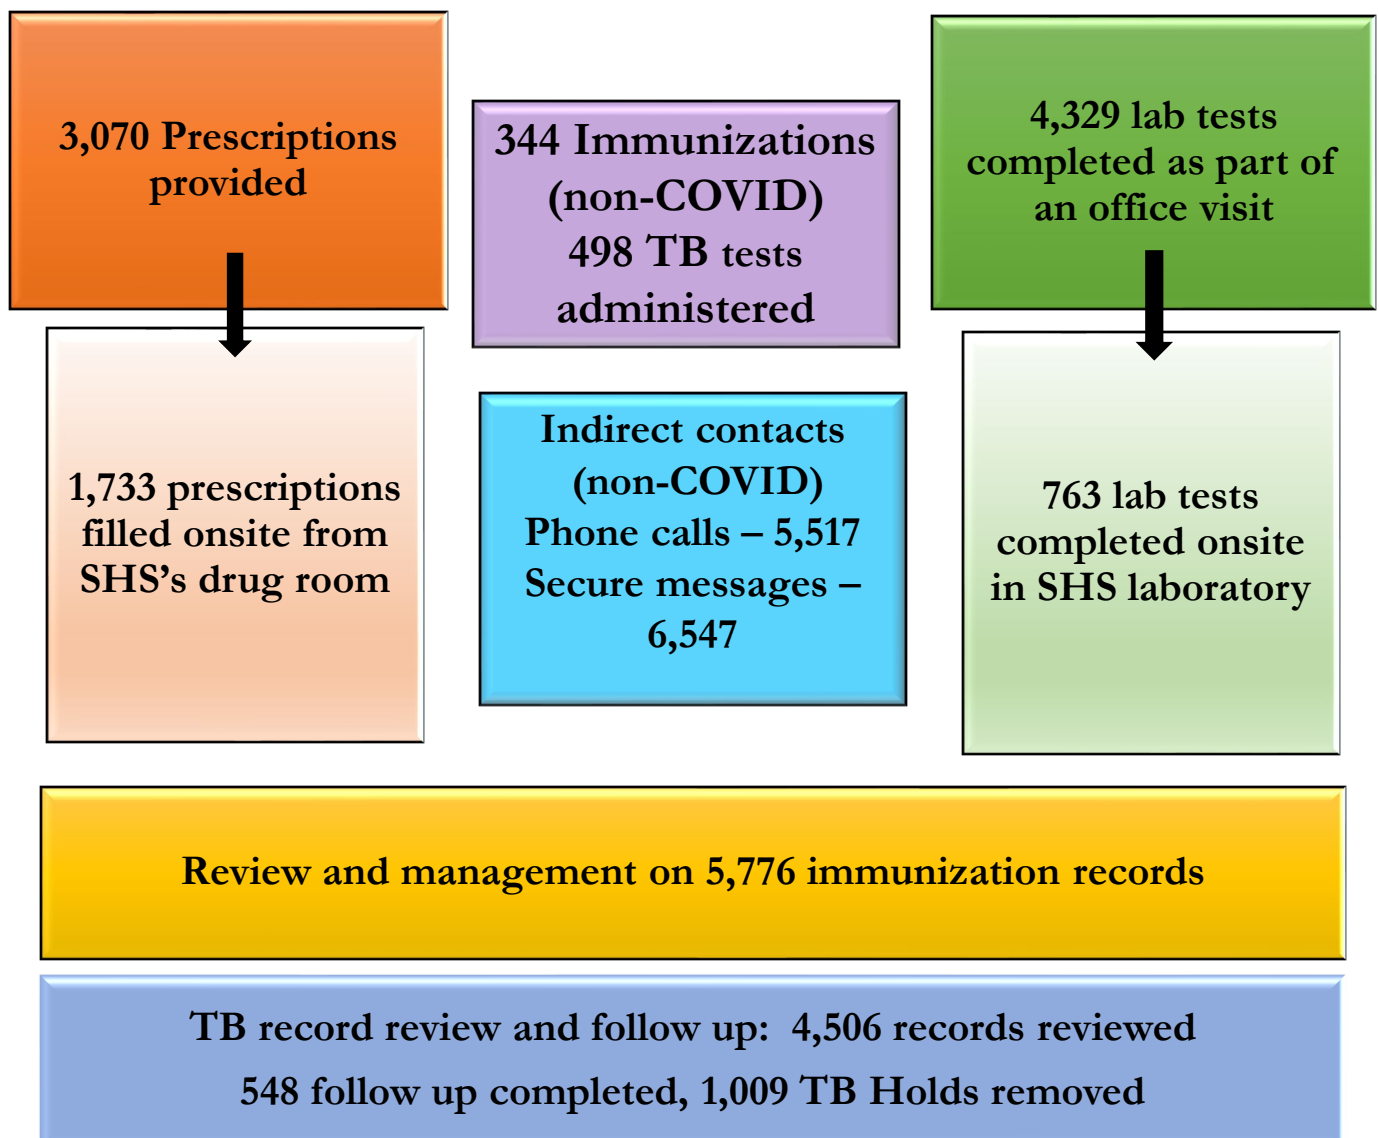 3,070 Prescriptions
provided
1,733 prescriptions
filled onsite from
SHS’s drug room
344 Immunizations
(non-COVID)
498 TB tests
administered
Indirect contacts
(non-COVID)
Phone calls – 5,517
Secure messages –
6,547
4,329 lab tests
completed as part of
an office visit
763 lab tests
completed onsite
in SHS laboratory
Review and management on 5,776 immunization records
TB record review and follow up:  4,506 records reviewed
548 follow up completed, 1,009 TB Holds removed